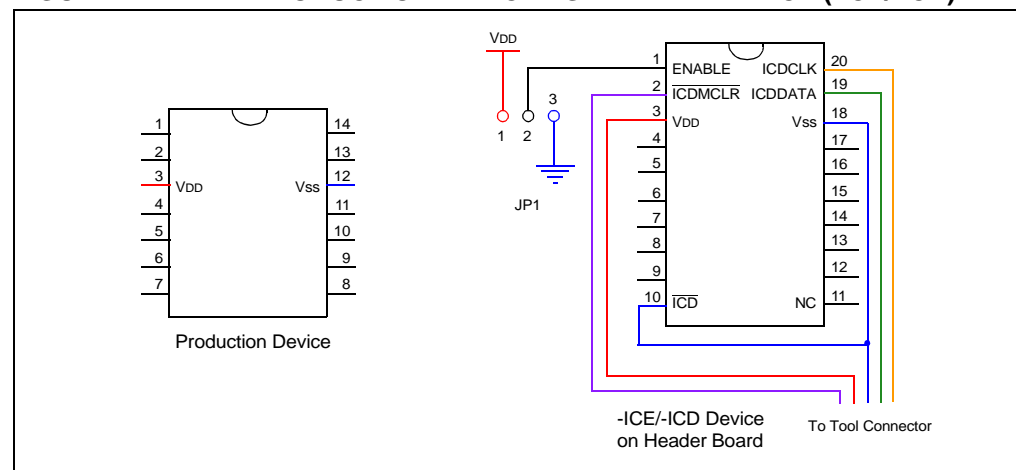 VDD
1
2
3
JP1
1
2
3
4
5
6
7
VDD
VSS
14
13
12
11
10
9
8
Production Device
1
2
3
4
5
6
7
8
9
10
ENABLE
ICDMCLR
VDD
ICD
ICDCLK
ICDDATA
VSS
NC
20
19
18
17
16
15
14
13
12
11
-ICE/-ICD Device
on Header Board
To Tool Connector